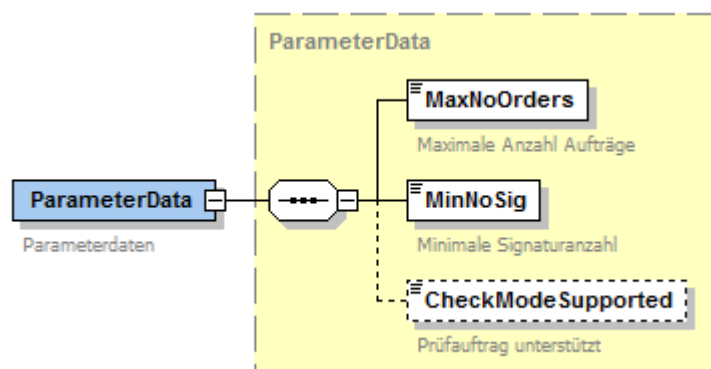 ParameterData
MaxNoOrders
Maximale Anzahl Aufträge
ParameterData
Parameterdaten
MinNoSig
Minimale Signaturanzahl
CheckModeSupported
Prüfauftrag unterstützt